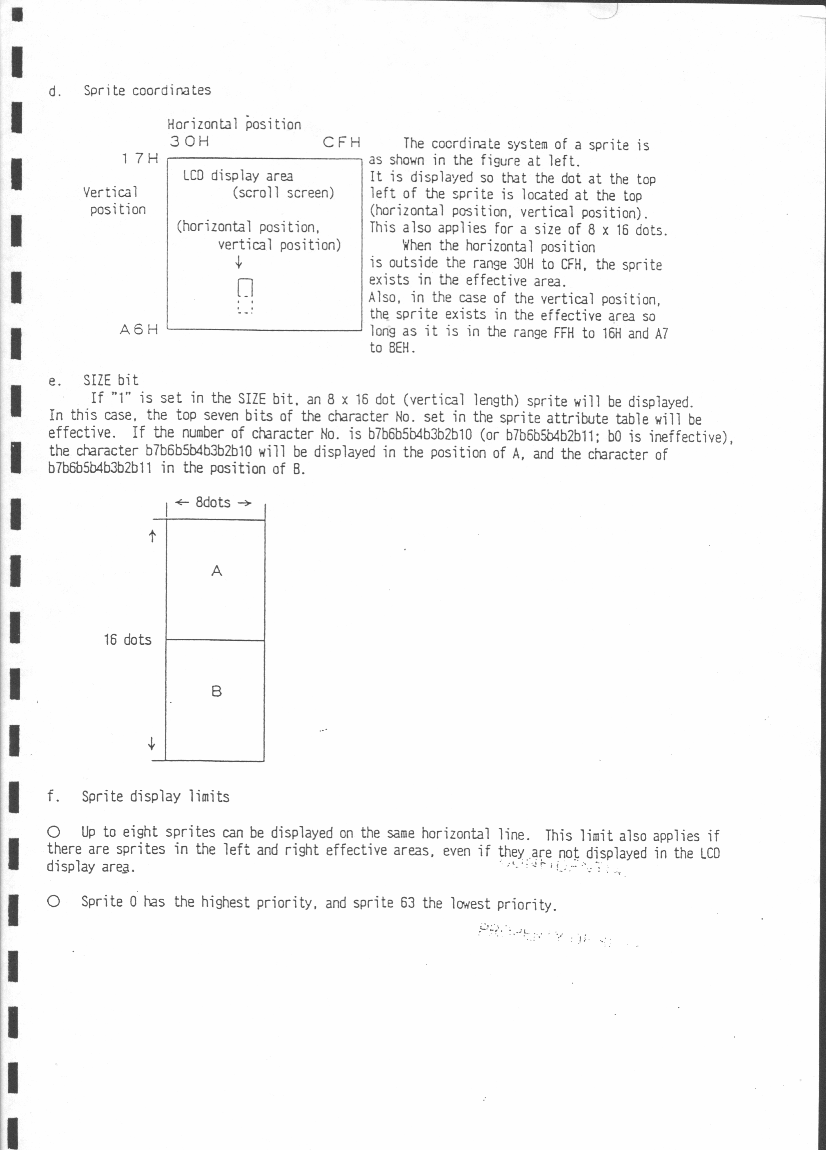 d. Sprite coordinates
Horizontal position
30H CFH
17H
Vertical
position
LCD display area
(scroll screen)
(horizontal position,
vertical position)
↓
A6H
The coordinate system of a sprite is
as shown in the figure at left.
It is displayed so that the dot at the top
left of the sprite is located at the top
(horizontal position, vertical position).
This also applies for a size of 8 x 16 dots.
When the horizontal position
is outside the range 30H to CFH, the sprite
exists in the effective area.
Also, in the case of the vertical position,
the sprite exists in the effective area so
long as it is in the range FFH to 16H and A7
to BEH.
e. SIZE bit
If "1" is set in the SIZE bit, an 8 x 16 dot (vertical length) sprite will be displayed.
In this case, the top seven bits of the character No. set in the sprite attribute table will be
effective. If the number of character No. is b7b6b5b4b3b2b10 (or b7b6b5b4b2b11; b0 is ineffective),
the character b7b6b5b4b3b2b10 will be displayed in the position of A, and the character of
b7b6b5b4b3b2b11 in the position of B.
← 8dots →
↑
A
16 dots
B
↓
f. Sprite display limits
O Up to eight sprites can be displayed on the same horizontal line. This limit also applies if
there are sprites in the left and right effective areas, even if they are not displayed in the LCD
display area.
O Sprite 0 has the highest priority, and sprite 63 the lowest priority.